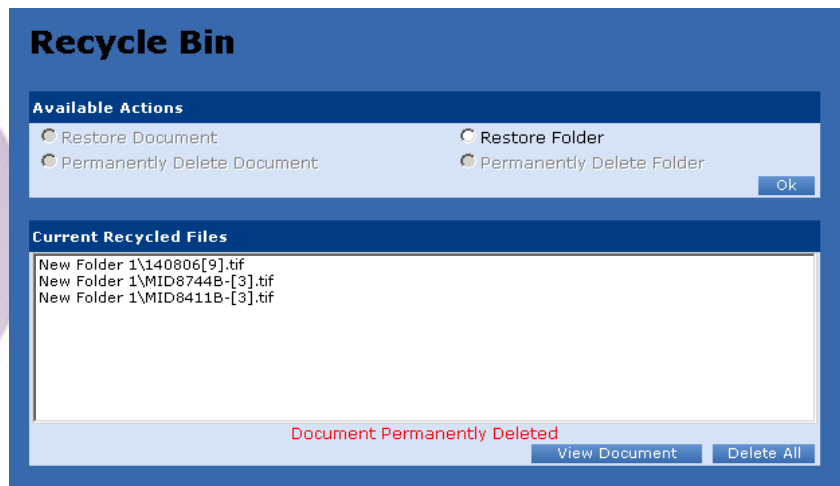 Recycle Bin
Available Actions
Restore Document
Restore Folder
Permanently Delete Document
Permanently Delete Folder
Ok
Current Recycled Files
New Folder 1\140806[9].tif
New Folder 1\MID8744B-[3].tif
New Folder 1\MID8411B-[3].tif
Document Permanently Deleted
View Document
Delete All